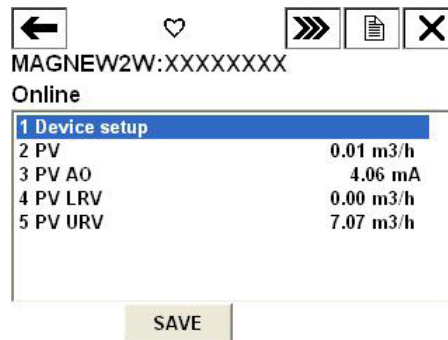 MAGNEW2W:XXXXXXXX
Online
1 Device setup
2 PV 0.01 m3/h
3 PV AO 4.06 mA
4 PV LRV 0.00 m3/h
5 PV URV 7.07 m3/h
SAVE